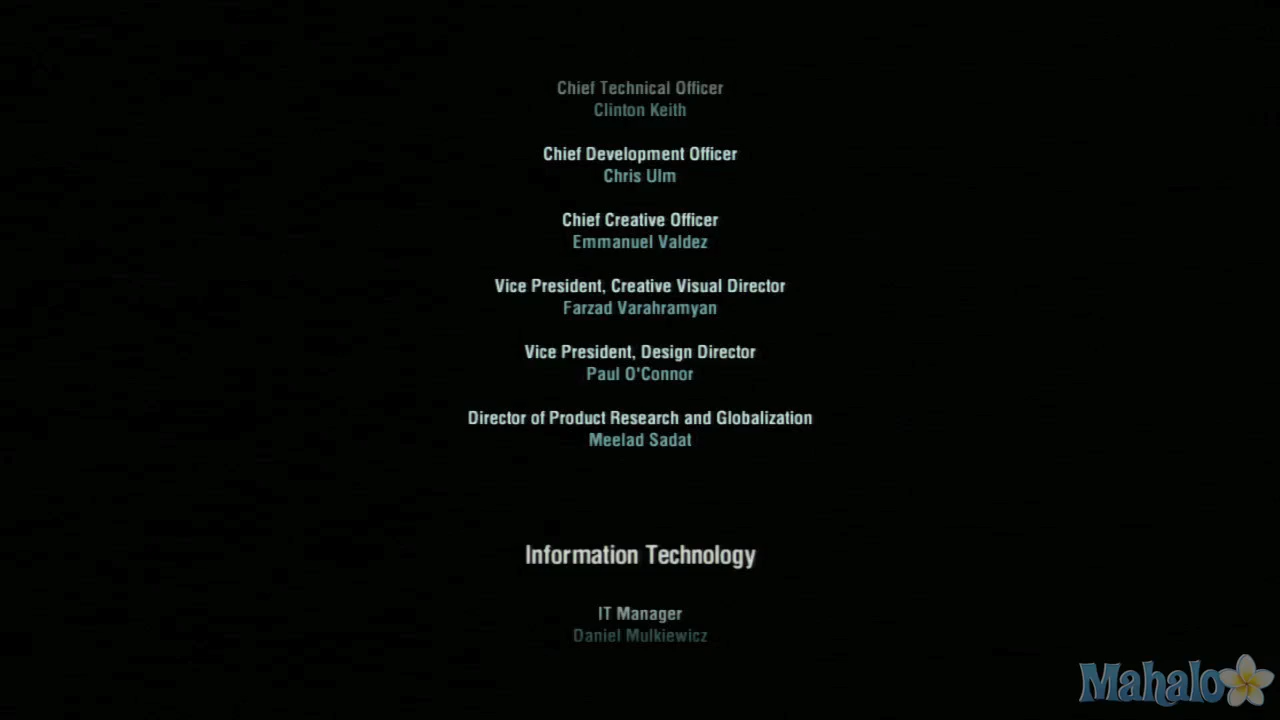 Chief Technical Officer
Clinton Keith
Chief Development Officer
Chris Ulm
Chief Creative Officer
Emmanuel Valdez
Vice President, Creative Visual Director
Farzad Varahramyan
Vice President, Design Director
Paul O'Connor
Director of Product Research and Globalization
Meelad Sadat
Information Technology
IT Manager
Daniel Mulkiewicz
Mahalo